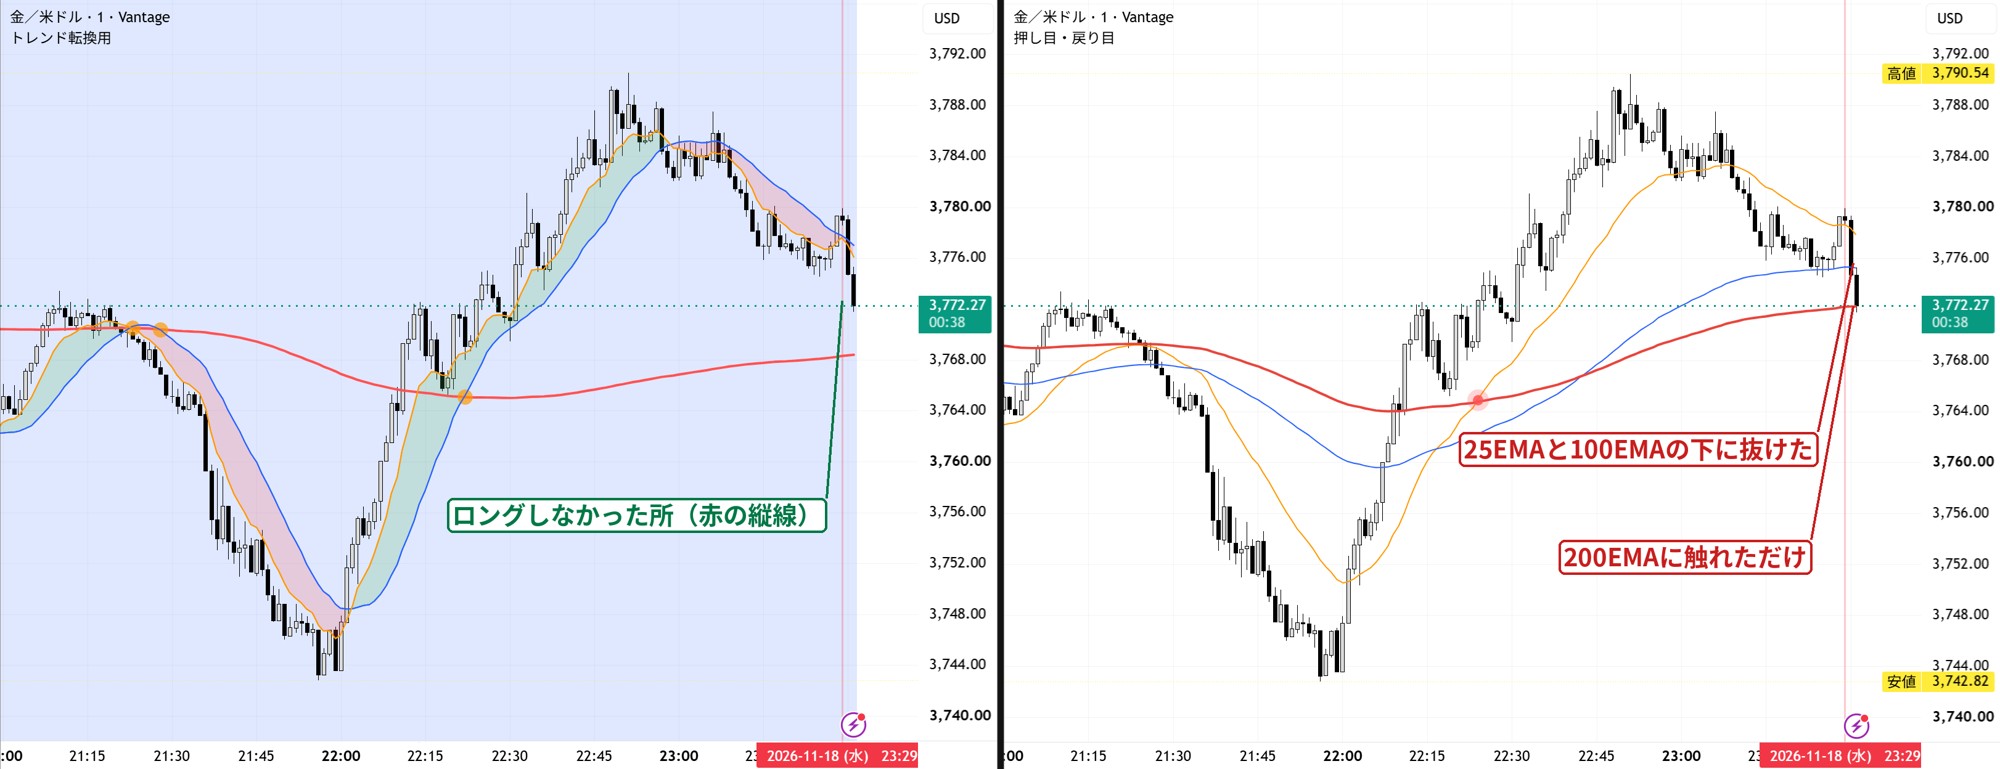 金／米ドル・1・Vantage
トレンド転換用
USD
3,792.00
3,788.00
3,784.00
3,780.00
3,776.00
3,772.27
00:38
3,768.00
3,764.00
3,760.00
3,756.00
3,752.00
3,748.00
3,744.00
3,740.00
ロングしなかった所（赤の縦線）
:00 21:15 21:30 21:45 22:00 22:15 22:30 22:45 23:00 2026-11-18 (水) 23:29
金／米ドル・1・Vantage
押し目・戻り目
USD
3,792.00
高値 3,790.54
3,788.00
3,784.00
3,780.00
3,776.00
3,772.27
00:38
3,768.00
3,764.00
3,760.00
3,756.00
3,752.00
3,748.00
3,744.00
安値 3,742.82
3,740.00
25EMAと100EMAの下に抜けた
200EMAに触れただけ
:00 21:15 21:30 21:45 22:00 22:15 22:30 22:45 23:00 23 2026-11-18 (水) 23:29